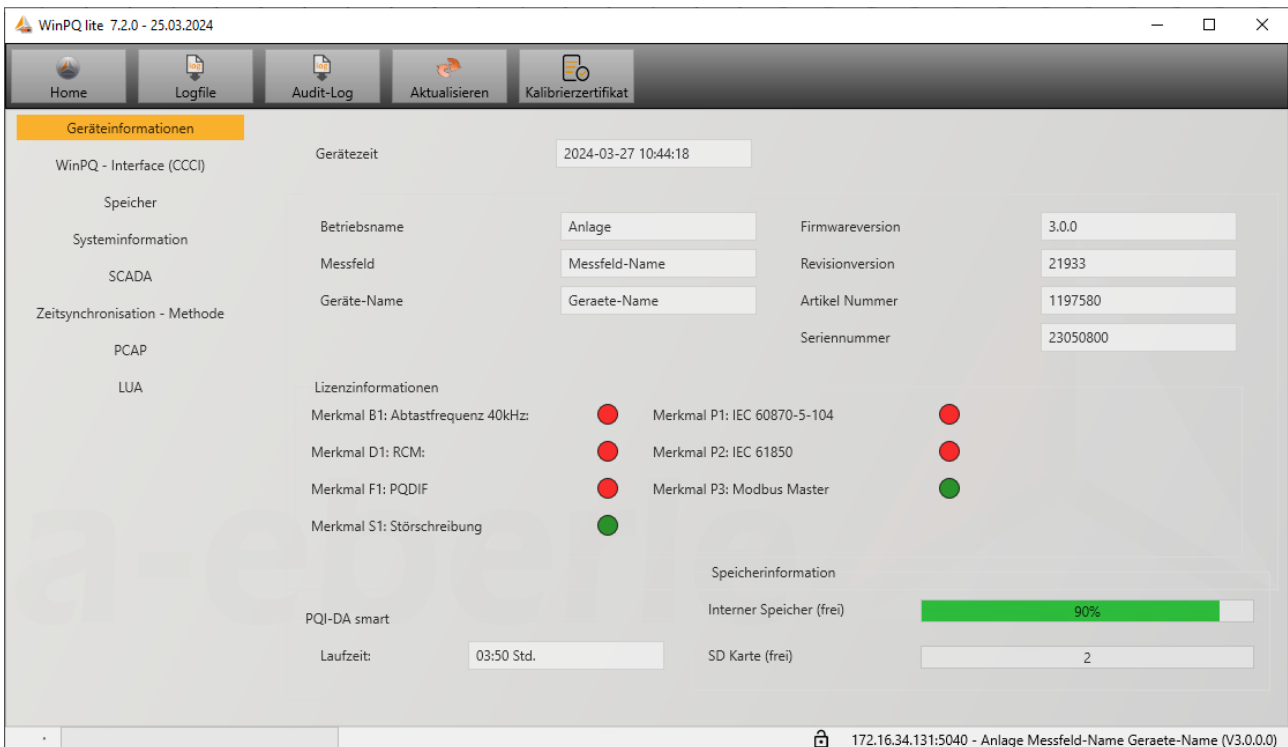 WinPQ lite 7.2.0 - 25.03.2024
Home Logfile Audit-Log Aktualisieren Kalibrierzertifikat
Geräteinformationen
WinPQ - Interface (CCCI)
Speicher
Systeminformation
SCADA
Zeitsynchronisation - Methode
PCAP
LUA
Gerätezeit 2024-03-27 10:44:18
Betriebsname Anlage Firmwareversion 3.0.0
Messfeld Messfeld-Name Revisionversion 21933
Geräte-Name Geraete-Name Artikel Nummer 1197580
Seriennummer 23050800
Lizenzinformationen
Merkmal B1: Abtastfrequenz 40kHz: Merkmal P1: IEC 60870-5-104
Merkmal D1: RCM: Merkmal P2: IEC 61850
Merkmal F1: PQDIF Merkmal P3: Modbus Master
Merkmal S1: Störschreibung
a-eberle
Speicherinformation
Interner Speicher (frei) 90%
PQI-DA smart
Laufzeit: 03:50 Std. SD Karte (frei) 2
172.16.34.131:5040 - Anlage Messfeld-Name Geraete-Name (V3.0.0.0)